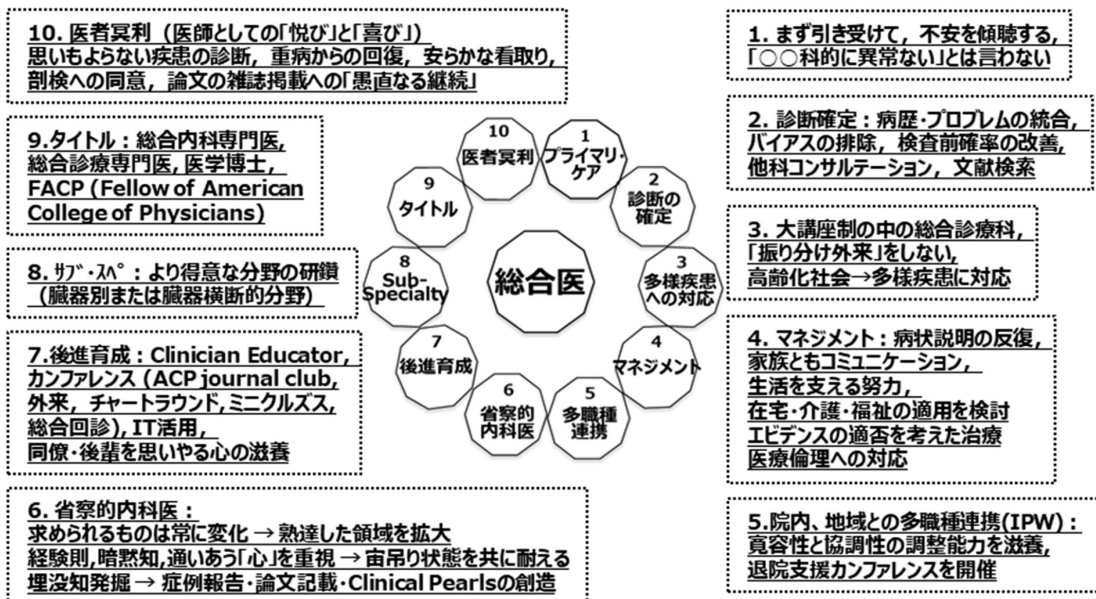 10. 医者冥利（医師としての「悦び」と「喜び」）
思いもよらない疾患の診断，重病からの回復，安らかな看取り，
剖検への同意，論文の雑誌掲載への「愚直なる継続」
9.タイトル：総合内科専門医,
総合診療専門医, 医学博士，
FACP (Fellow of American
College of Physicians)
8. ｻﾌﾞ･ｽﾍﾟ：より得意な分野の研鑽
（臓器別または臓器横断的分野）
7.後進育成：Clinician Educator,
カンファレンス (ACP journal club,
外来，チャートラウンド, ミニクルズス,
総合回診), IT活用，
同僚・後輩を思いやる心の滋養
6. 省察的内科医：
求められるものは常に変化 → 熟達した領域を拡大
経験則,暗黙知,通いあう「心」を重視 → 宙吊り状態を共に耐える
埋没知発掘 → 症例報告・論文記載・Clinical Pearlsの創造
総合医
1
プライマリ・
ケア
2
診断の
確定
3
多様疾患
への対応
4
マネジメント
5
多職種
連携
6
省察的
内科医
7
後進育成
8
Sub-
Specialty
9
タイトル
10
医者冥利
1. まず引き受けて，不安を傾聴する，
「○○科的に異常ない」とは言わない
2. 診断確定：病歴・プロブレムの統合，
バイアスの排除，検査前確率の改善，
他科コンサルテーション，文献検索
3. 大講座制の中の総合診療科，
「振り分け外来」をしない，
高齢化社会→多様疾患に対応
4. マネジメント：病状説明の反復，
家族ともコミュニケーション，
生活を支える努力，
在宅・介護・福祉の適用を検討
エビデンスの適否を考えた治療
医療倫理への対応
5.院内、地域との多職種連携(IPW)：
寛容性と協調性の調整能力を滋養,
退院支援カンファレンスを開催